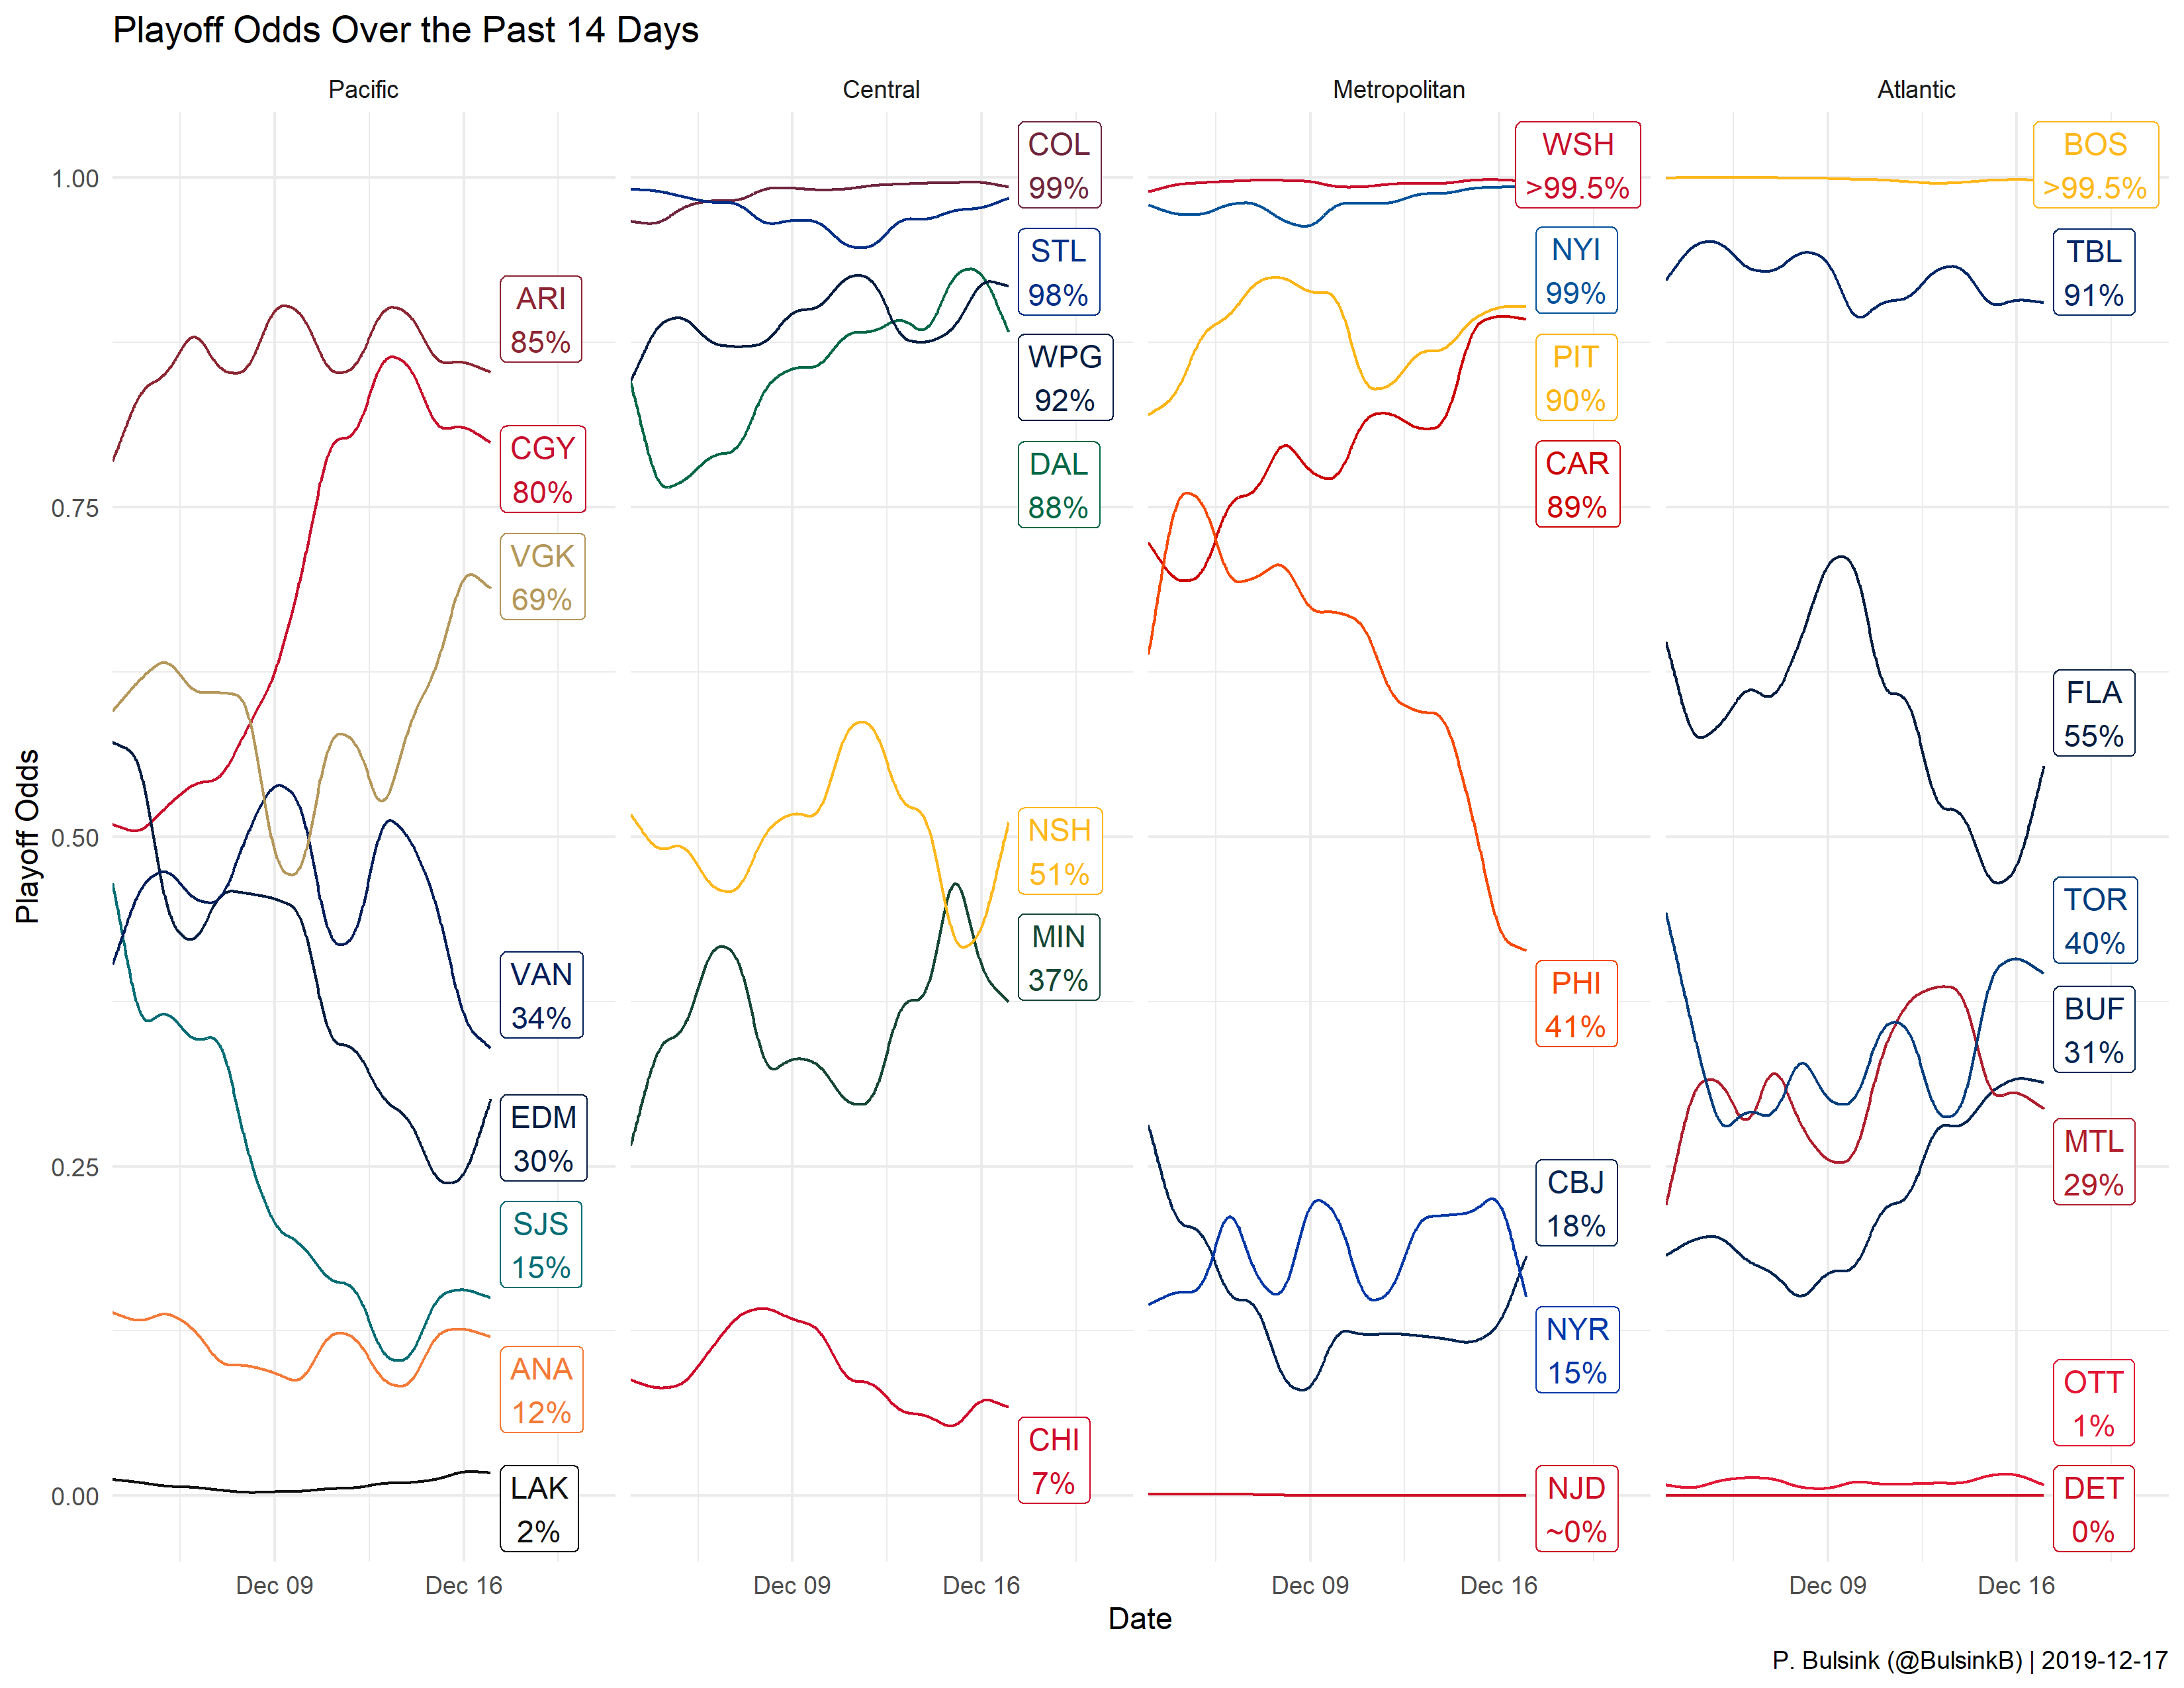 Playoff Odds Over the Past 14 Days
Pacific
Central
Metropolitan
Atlantic
Playoff Odds
1.00
0.75
0.50
0.25
0.00
ARI
85%
CGY
80%
VGK
69%
VAN
34%
EDM
30%
SJS
15%
ANA
12%
LAK
2%
COL
99%
STL
98%
WPG
92%
DAL
88%
NSH
51%
MIN
37%
CHI
7%
WSH
>99.5%
NYI
99%
PIT
90%
CAR
89%
PHI
41%
CBJ
18%
NYR
15%
NJD
~0%
BOS
>99.5%
TBL
91%
FLA
55%
TOR
40%
BUF
31%
MTL
29%
OTT
1%
DET
0%
Dec 09
Dec 16
Dec 09
Dec 16
Dec 09
Dec 16
Dec 09
Dec 16
Date
P. Bulsink (@BulsinkB) | 2019-12-17